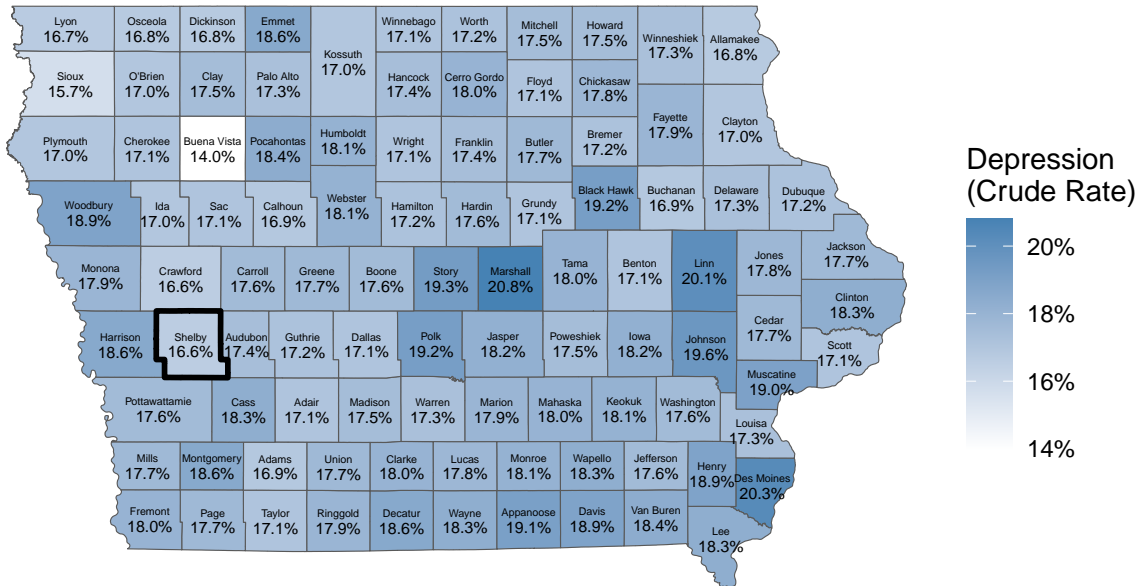 Lyon
16.7%
Osceola
16.8%
Dickinson
16.8%
Emmet
18.6%
Kossuth
17.0%
Winnebago
17.1%
Worth
17.2%
Mitchell
17.5%
Howard
17.5%
Winneshiek
17.3%
Allamakee
16.8%
Sioux
15.7%
O'Brien
17.0%
Clay
17.5%
Palo Alto
17.3%
Hancock
17.4%
Cerro Gordo
18.0%
Floyd
17.1%
Chickasaw
17.8%
Fayette
17.9%
Clayton
17.0%
Plymouth
17.0%
Cherokee
17.1%
Buena Vista
14.0%
Pocahontas
18.4%
Humboldt
18.1%
Wright
17.1%
Franklin
17.4%
Butler
17.7%
Bremer
17.2%
Woodbury
18.9%
Ida
17.0%
Sac
17.1%
Calhoun
16.9%
Webster
18.1%
Hamilton
17.2%
Hardin
17.6%
Grundy
17.1%
Black Hawk
19.2%
Buchanan
16.9%
Delaware
17.3%
Dubuque
17.2%
Monona
17.9%
Crawford
16.6%
Carroll
17.6%
Greene
17.7%
Boone
17.6%
Story
19.3%
Marshall
20.8%
Tama
18.0%
Benton
17.1%
Linn
20.1%
Jones
17.8%
Jackson
17.7%
Clinton
18.3%
Harrison
18.6%
Shelby
16.6%
Audubon
17.4%
Guthrie
17.2%
Dallas
17.1%
Polk
19.2%
Jasper
18.2%
Poweshiek
17.5%
Iowa
18.2%
Johnson
19.6%
Cedar
17.7%
Scott
17.1%
Muscatine
19.0%
Pottawattamie
17.6%
Cass
18.3%
Adair
17.1%
Madison
17.5%
Warren
17.3%
Marion
17.9%
Mahaska
18.0%
Keokuk
18.1%
Washington
17.6%
Louisa
17.3%
Mills
17.7%
Montgomery
18.6%
Adams
16.9%
Union
17.7%
Clarke
18.0%
Lucas
17.8%
Monroe
18.1%
Wapello
18.3%
Jefferson
17.6%
Henry
18.9%
Des Moines
20.3%
Fremont
18.0%
Page
17.7%
Taylor
17.1%
Ringgold
17.9%
Decatur
18.6%
Wayne
18.3%
Appanoose
19.1%
Davis
18.9%
Van Buren
18.4%
Lee
18.3%
Depression
(Crude Rate)
20%
18%
16%
14%